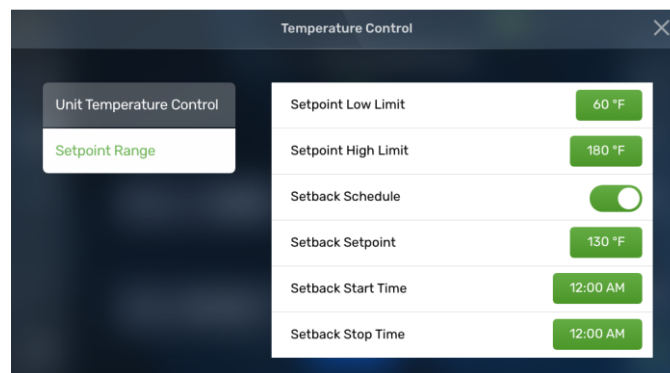 Temperature Control
Unit Temperature Control
Setpoint Range
Setpoint Low Limit 60 °F
Setpoint High Limit 180 °F
Setback Schedule
Setback Setpoint 130 °F
Setback Start Time 12:00 AM
Setback Stop Time 12:00 AM